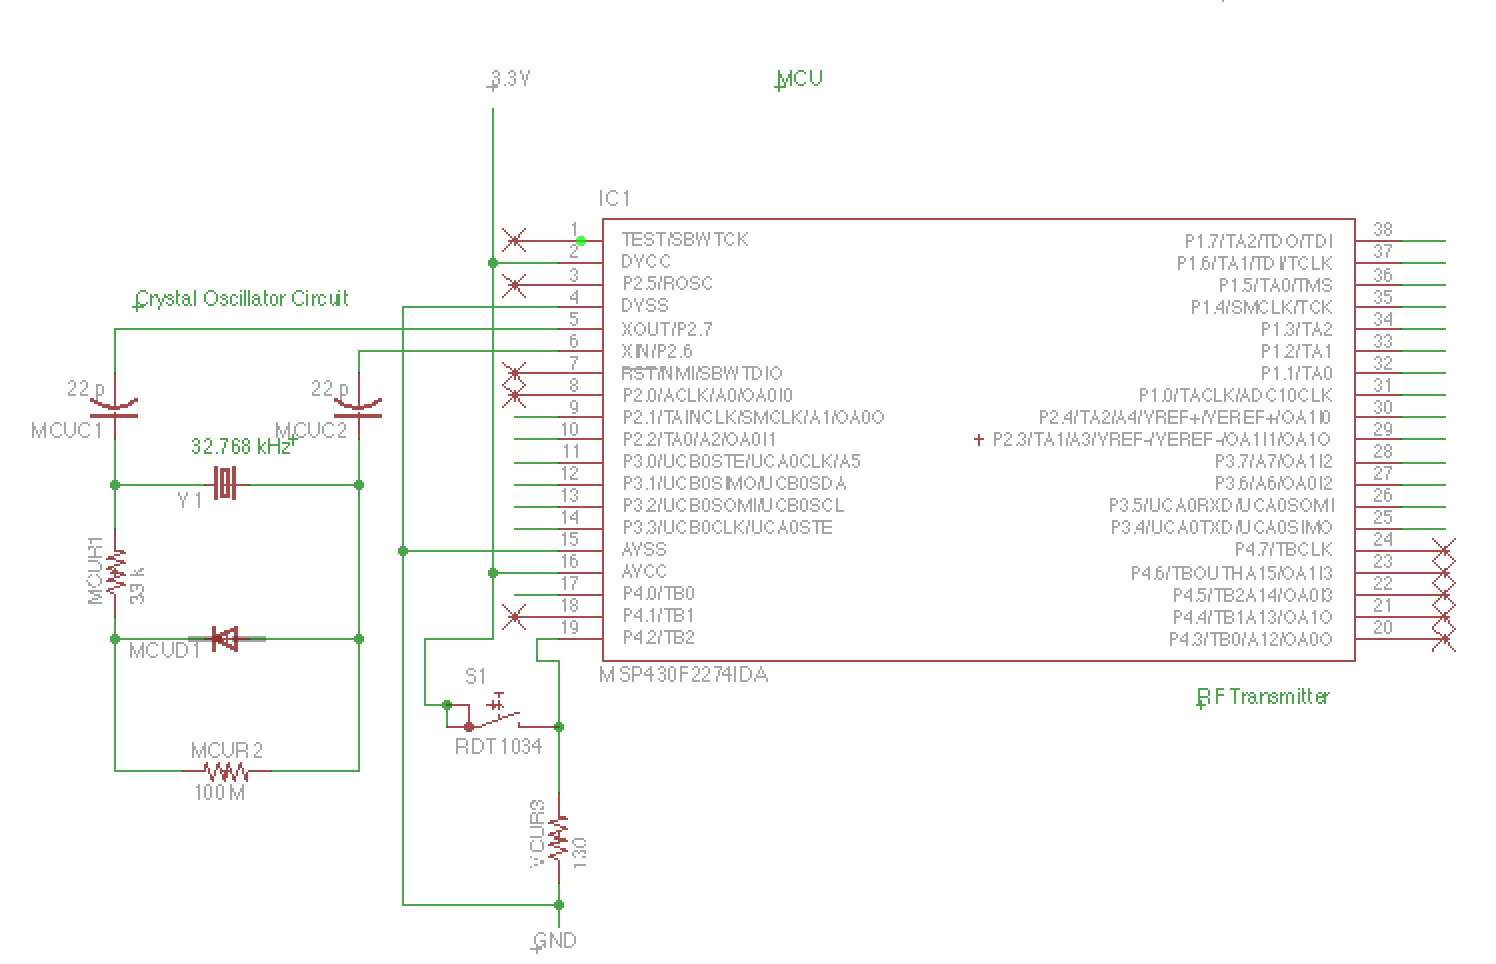 3.3V
MCU
IC1
Crystal Oscillator Circuit
22 p
MCUC1
22 p
MCUC2
32.768 kHz
Y1
MCUR1
33 k
MCUD1
MCUR2
100 M
S1
RDT1034
130
GND
1 TEST/SBWTCK
2 DVCC
3 P2.5/ROSC
4 DVSS
5 XOUT/P2.7
6 XIN/P2.6
7 RST/NMI/SBWTDIO
8 P2.0/ACLK/A0/OA0I0
9 P2.1/TAINCLK/SMCLK/A1/OA0O
10 P2.2/TA0/A2/OA0I1
11 P3.0/UCB0STE/UCA0CLK/A5
12 P3.1/UCB0SIMO/UCB0SDA
13 P3.2/UCB0SOMI/UCB0SCL
14 P3.3/UCB0CLK/UCA0STE
15 AVSS
16 AVCC
17 P4.0/TB0
18 P4.1/TB1
19 P4.2/TB2
P1.7/TA2/TDO/TDI 38
P1.6/TA1/TDI/TCLK 37
P1.5/TA0/TMS 36
P1.4/SMCLK/TCK 35
P1.3/TA2 34
P1.2/TA1 33
P1.1/TA0 32
P1.0/TACLK/ADC10CLK 31
P2.4/TA2/A4/VREF+/VEREF+/OA1I0 30
P2.3/TA1/A3/VREF-/VEREF-/OA1I1/OA1O 29
P3.7/A7/OA1I2 28
P3.6/A6/OA0I2 27
P3.5/UCA0RXD/UCA0SOMI 26
P3.4/UCA0TXD/UCA0SIMO 25
P4.7/TBCLK 24
P4.6/TBOUTHA15/OA1I3 23
P4.5/TB2A14/OA0I3 22
P4.4/TB1A13/OA1O 21
P4.3/TB0/A12/OA0O 20
MSP430F2274IDA
RF Transmitter